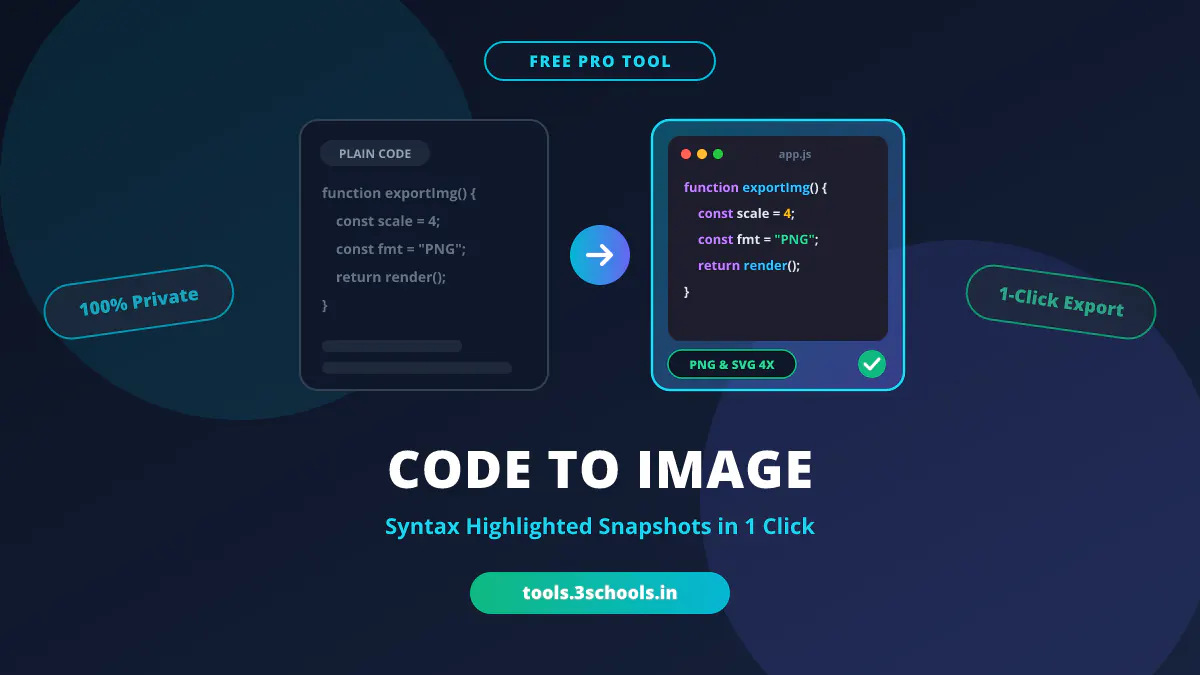 FREE PRO TOOL
PLAIN CODE
function exportImg() {
const scale = 4;
const fmt = "PNG";
return render();
}
app.js
function exportImg() {
const scale = 4;
const fmt = "PNG";
return render();
}
PNG & SVG 4X
100% Private
1-Click Export
CODE TO IMAGE
Syntax Highlighted Snapshots in 1 Click
tools.3schools.in